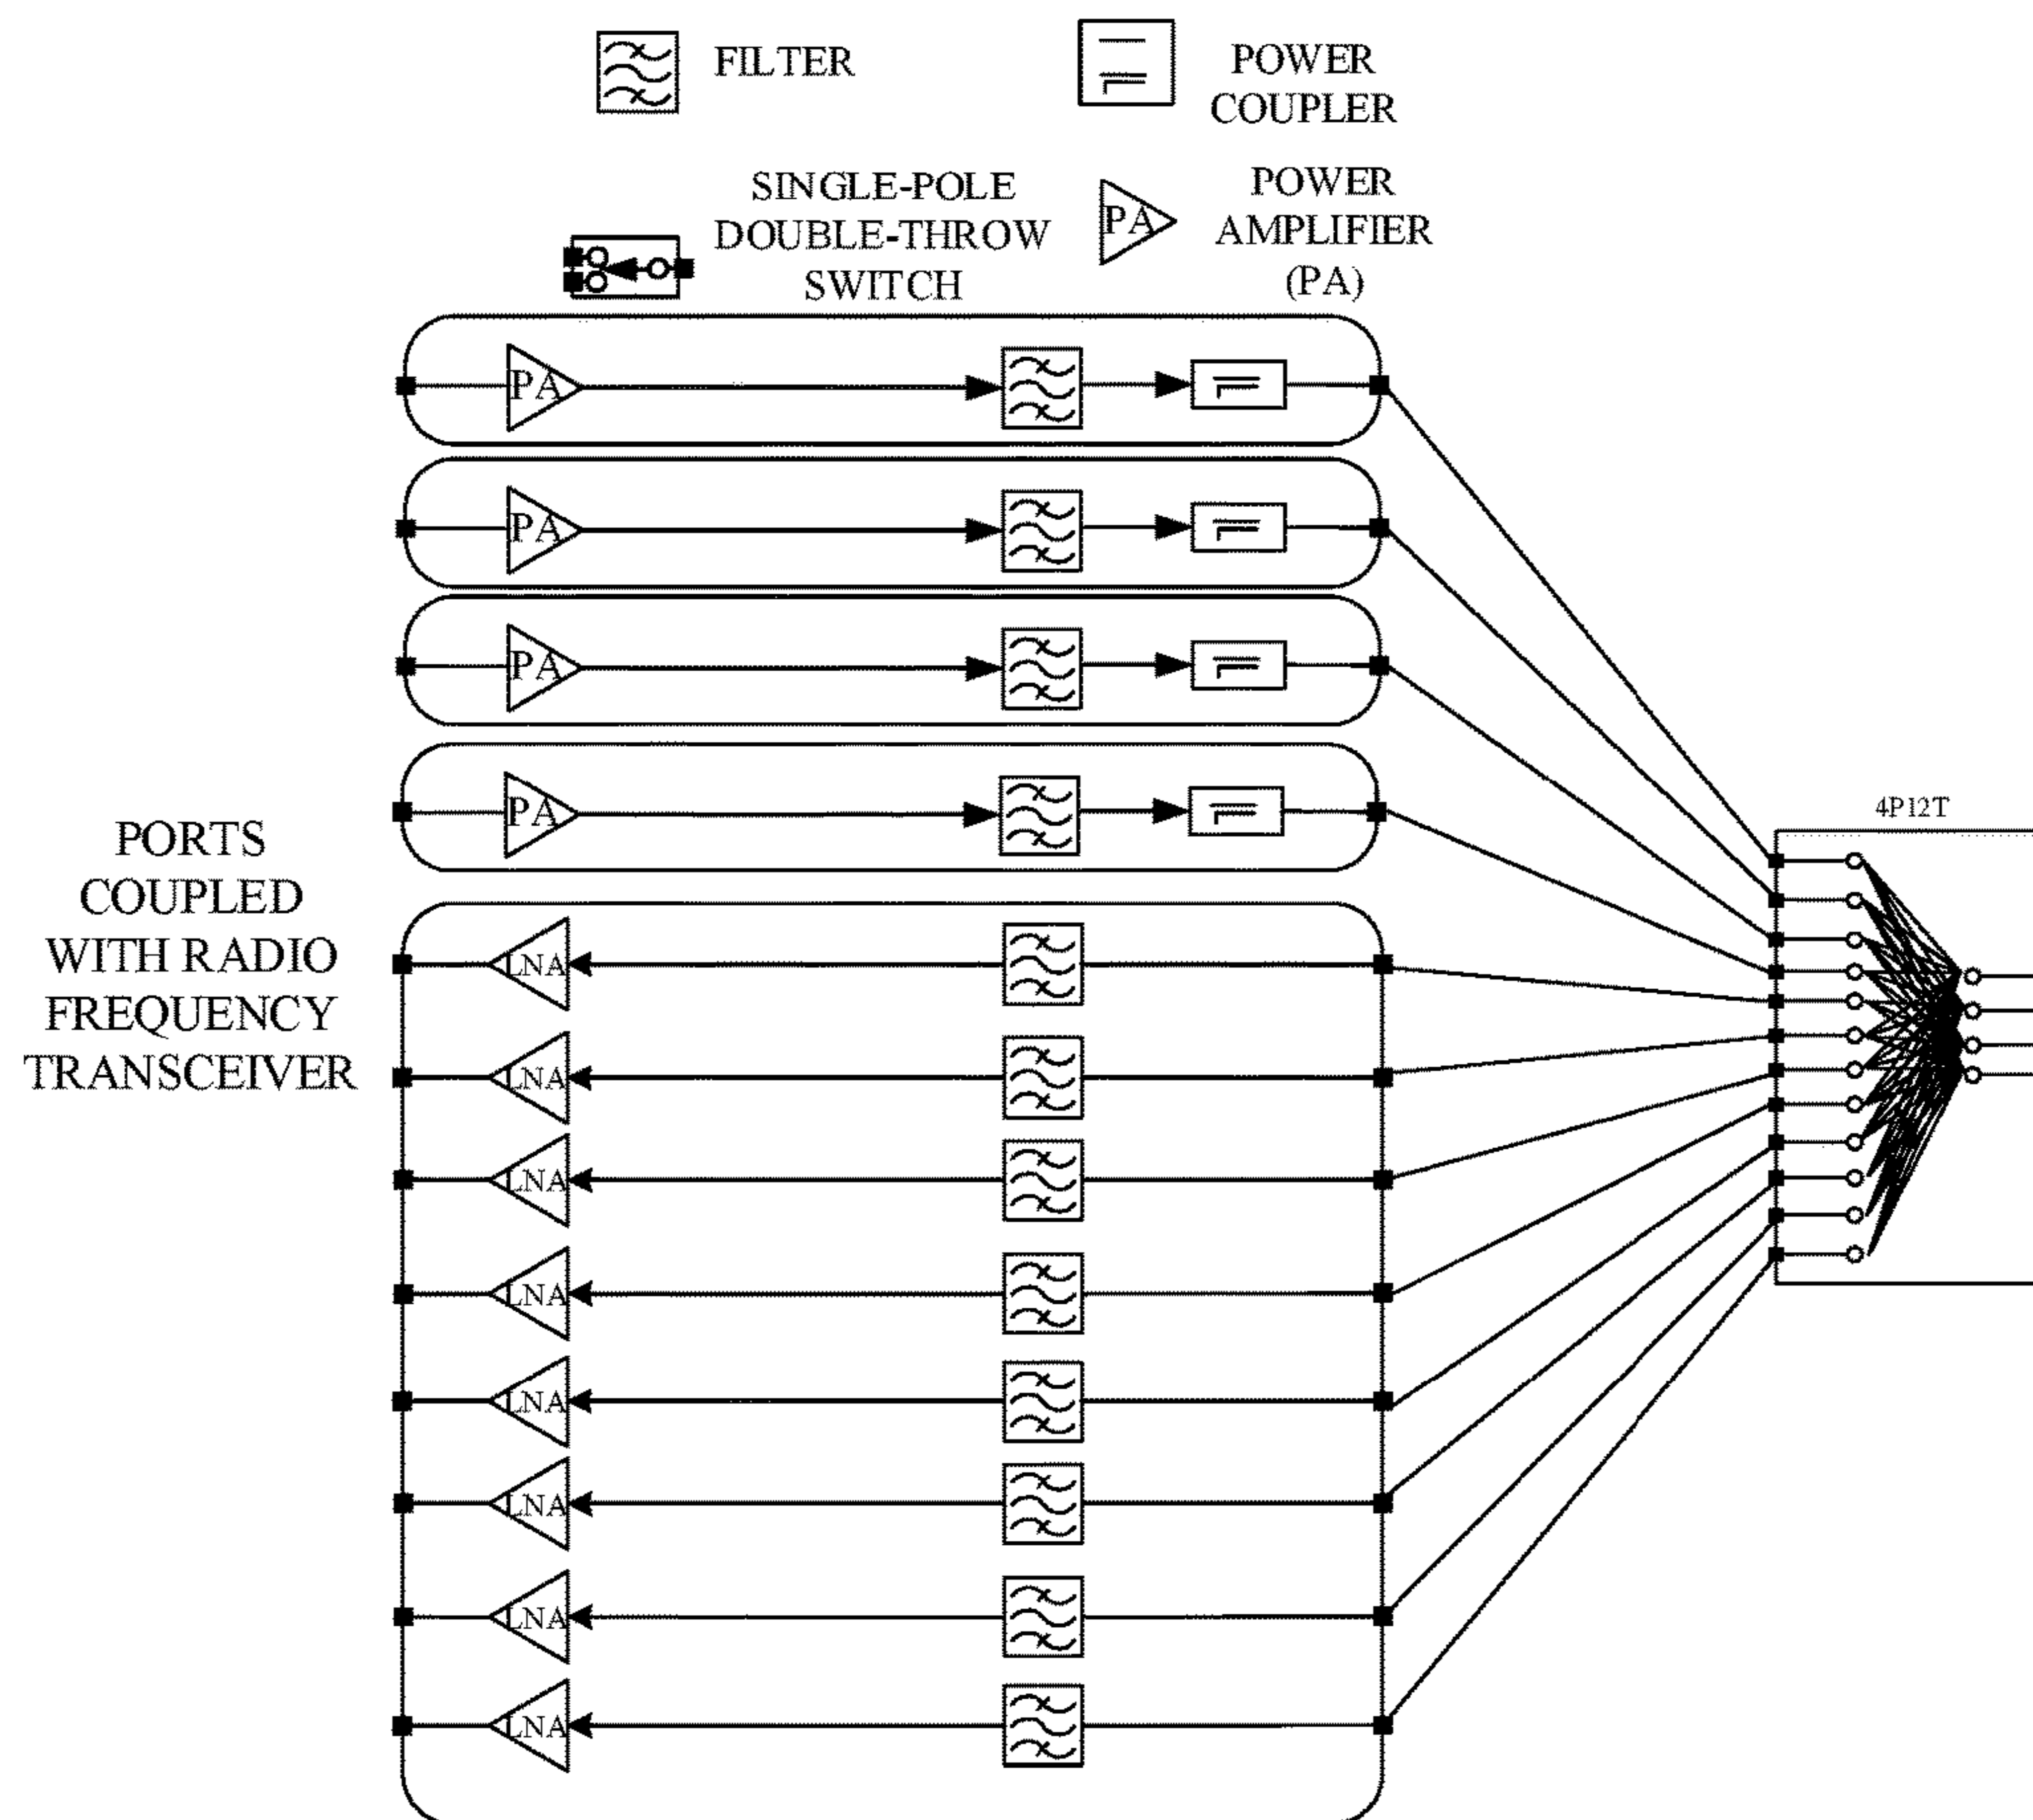 FILTER
POWER
COUPLER
SINGLE-POLE
DOUBLE-THROW
SWITCH
POWER
AMPLIFIER
(PA)
PA
PA
PA
PA
PA
PORTS
COUPLED
WITH RADIO
FREQUENCY
TRANSCEIVER
4P12T
LNA
LNA
LNA
LNA
LNA
LNA
LNA
LNA